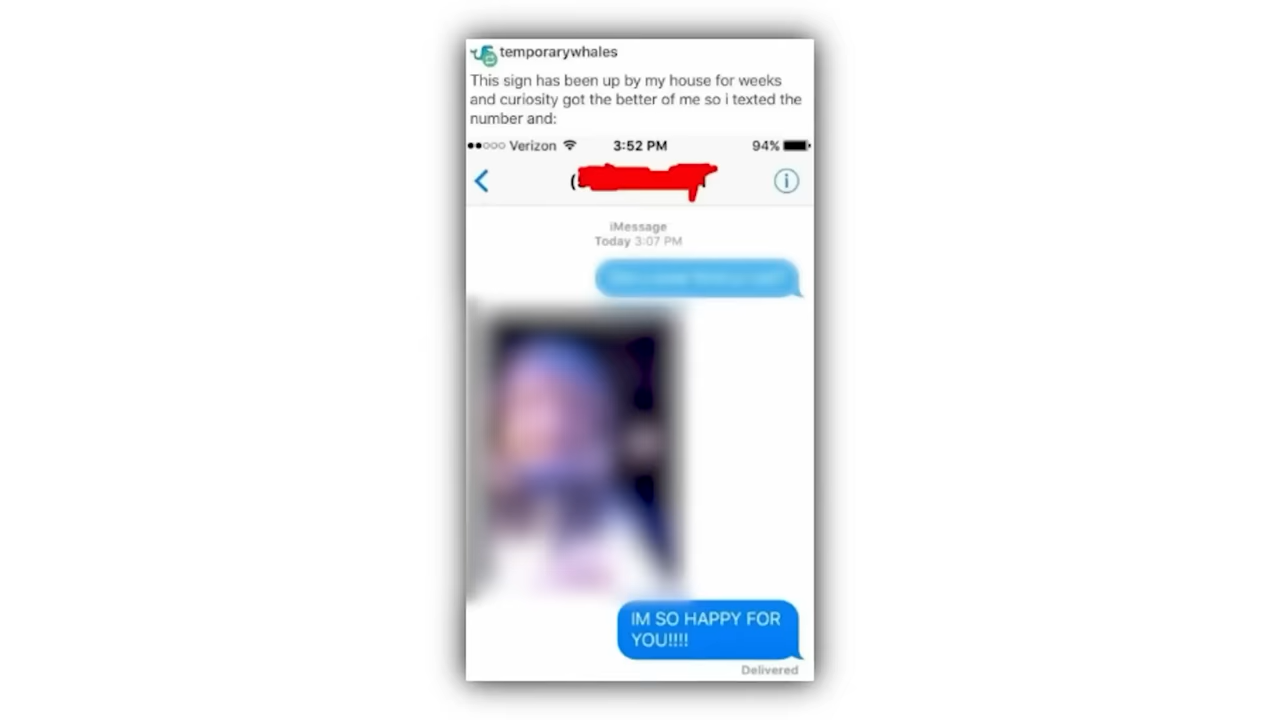 temporarywhales
This sign has been up by my house for weeks
and curiosity got the better of me so i texted the
number and:
Verizon 3:52 PM 94%
iMessage
Today 3:07 PM
IM SO HAPPY FOR
YOU!!!!
Delivered